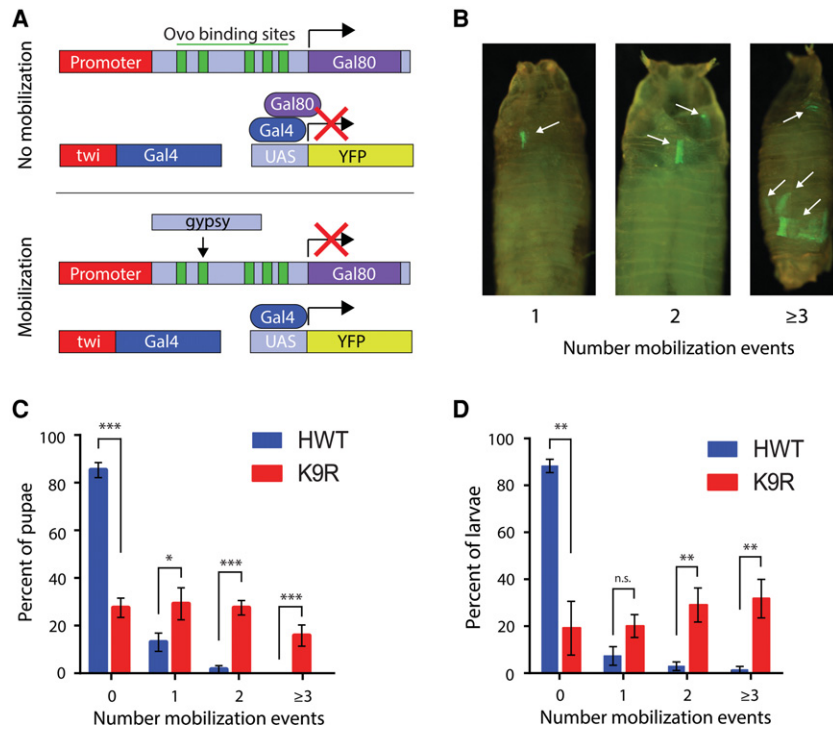 A
Ovo binding sites
Promoter
Gal80
No mobilization
Gal80
Gal4
twi
Gal4
UAS
YFP
gypsy
Mobilization
Promoter
Gal80
Gal4
twi
Gal4
UAS
YFP
B
1
2
≥3
Number mobilization events
C
100
80
60
40
20
0
Percent of pupae
***
*
***
***
HWT
K9R
0
1
2
≥3
Number mobilization events
D
100
80
60
40
20
0
Percent of larvae
**
n.s.
**
**
HWT
K9R
0
1
2
≥3
Number mobilization events